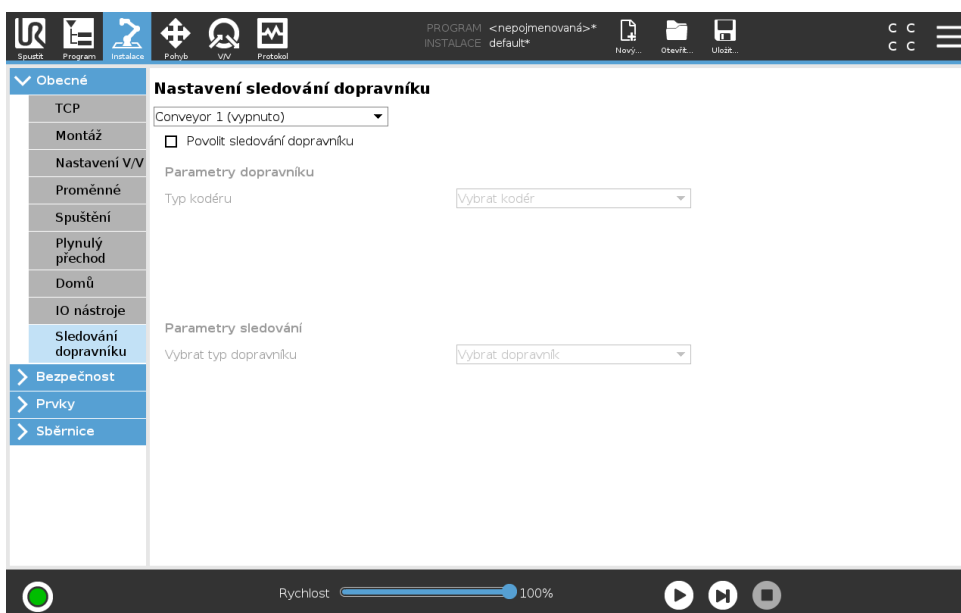 UR
PROGRAM <nepojmenovaná>*
INSTALACE default*
C C
C C
Spustit Program Instalace Pohyb V/V Protokol Nový... Otevřít... Uložit...
Obecné
TCP
Montáž
Nastavení V/V
Proměnné
Spuštění
Plynulý
přechod
Domů
IO nástroje
Sledování
dopravníku
Bezpečnost
Prvky
Sběrnice
Nastavení sledování dopravníku
Conveyor 1 (vypnuto)
Povolit sledování dopravníku
Parametry dopravníku
Typ kodéru Vybrat kodér
Parametry sledování
Vybrat typ dopravníku Vybrat dopravník
Rychlost 100%